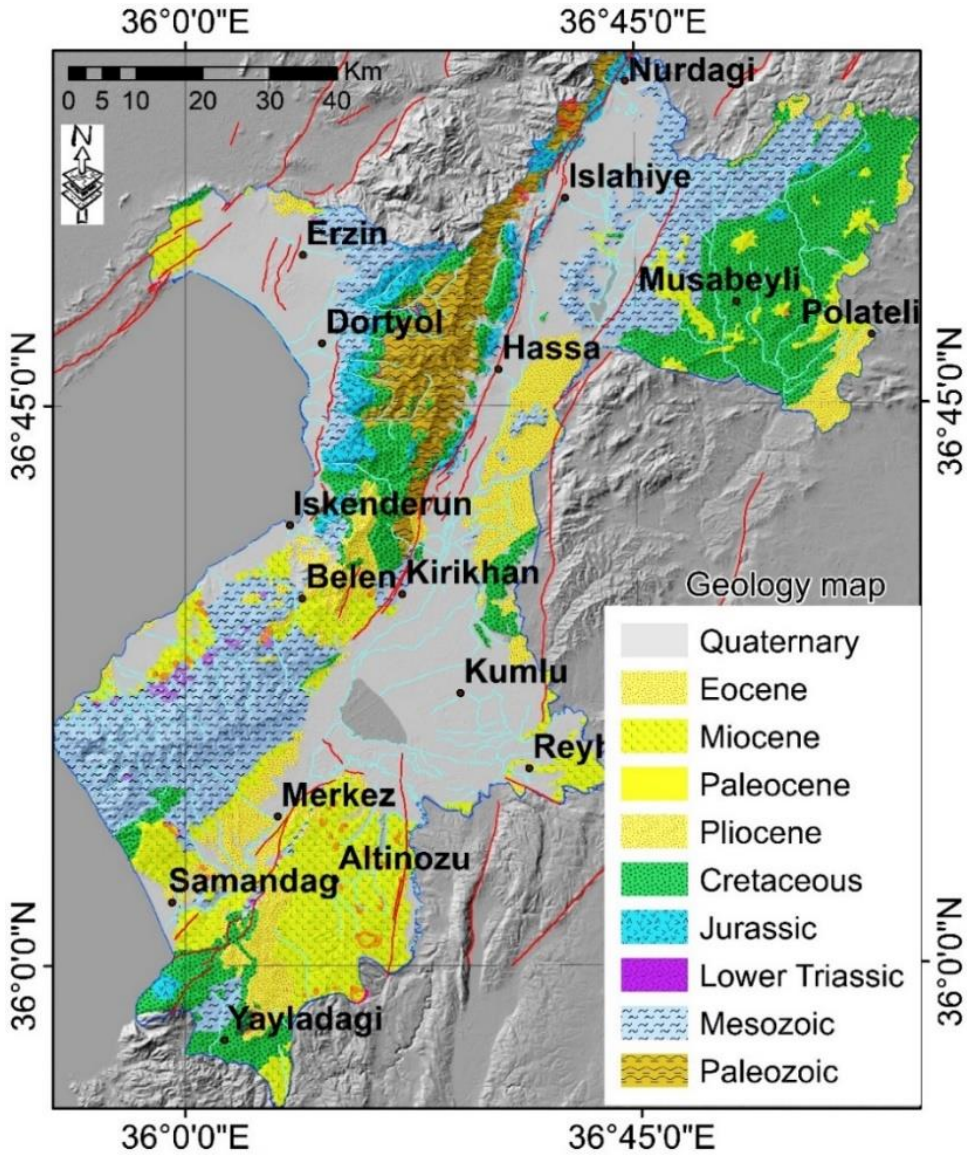 36°0'0"E 36°45'0"E
Km
0 5 10 20 30 40
N
Nurdagi
Islahiye
Erzin
Musabeyli
Polateli
Dortyol
Hassa
36°45'0"N 36°45'0"N
Iskenderun
Belen
Kirikhan
Geology map
Quaternary
Kumlu
Eocene
Reyh
Miocene
Paleocene
Merkez
Pliocene
Altinozu
Samandag
Cretaceous
Jurassic
36°0'0"N 36°0'0"N
Lower Triassic
Yayladagi
Mesozoic
Paleozoic
36°0'0"E 36°45'0"E